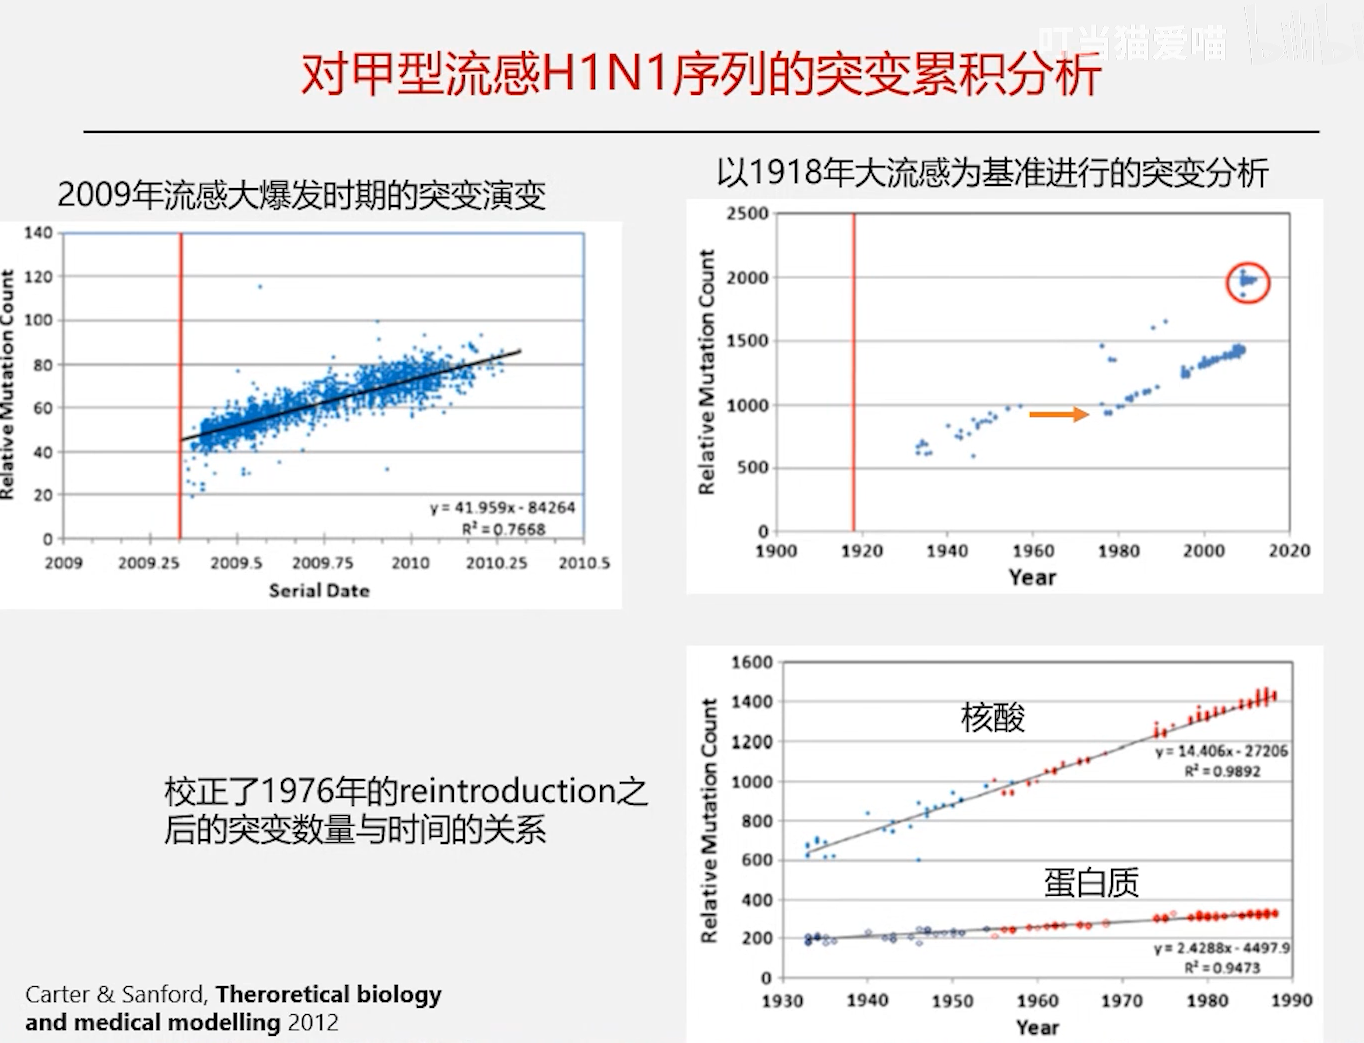 叮当猫爱喵 bilibili
对甲型流感H1N1序列的突变累积分析
2009年流感大爆发时期的突变演变
Relative Mutation Count
140
120
100
80
60
40
20
0
y = 41.959x - 84264
R² = 0.7668
2009 2009.25 2009.5 2009.75 2010 2010.25 2010.5
Serial Date
以1918年大流感为基准进行的突变分析
Relative Mutation Count
2500
2000
1500
1000
500
0
1900 1920 1940 1960 1980 2000 2020
Year
校正了1976年的reintroduction之
后的突变数量与时间的关系
Relative Mutation Count
1600
1400
1200
1000
800
600
400
200
0
核酸
y = 14.406x - 27206
R² = 0.9892
蛋白质
y = 2.4288x - 4497.9
R² = 0.9473
1930 1940 1950 1960 1970 1980 1990
Year
Carter & Sanford, Theroretical biology
and medical modelling 2012